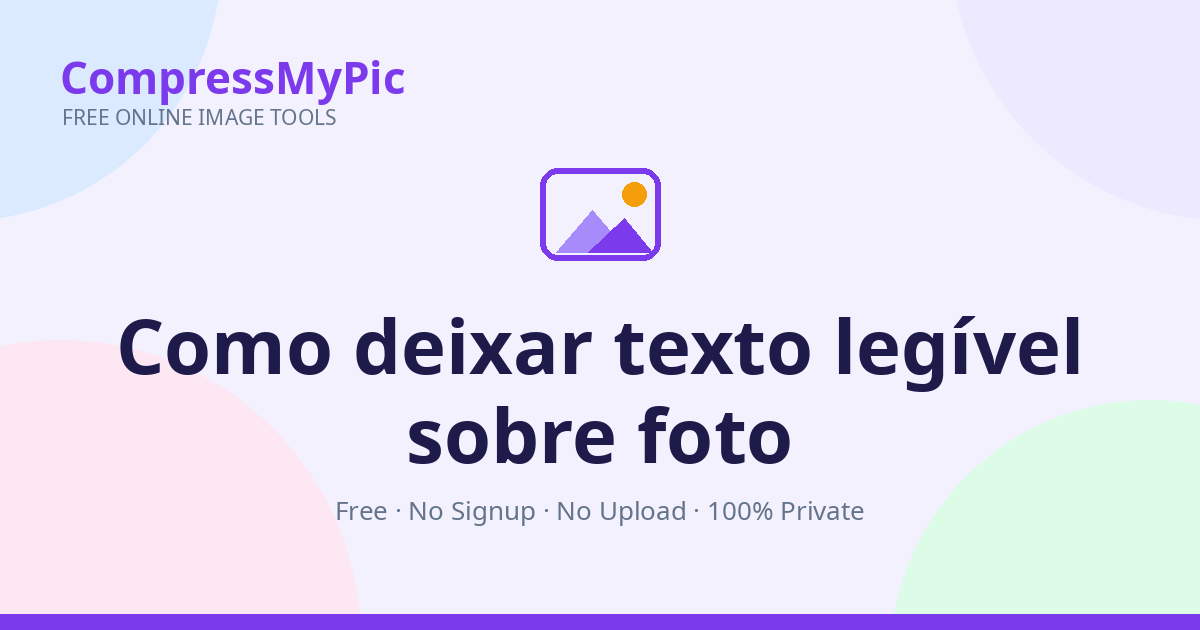 CompressMyPic
FREE ONLINE IMAGE TOOLS
Como deixar texto legível
sobre foto
Free · No Signup · No Upload · 100% Private